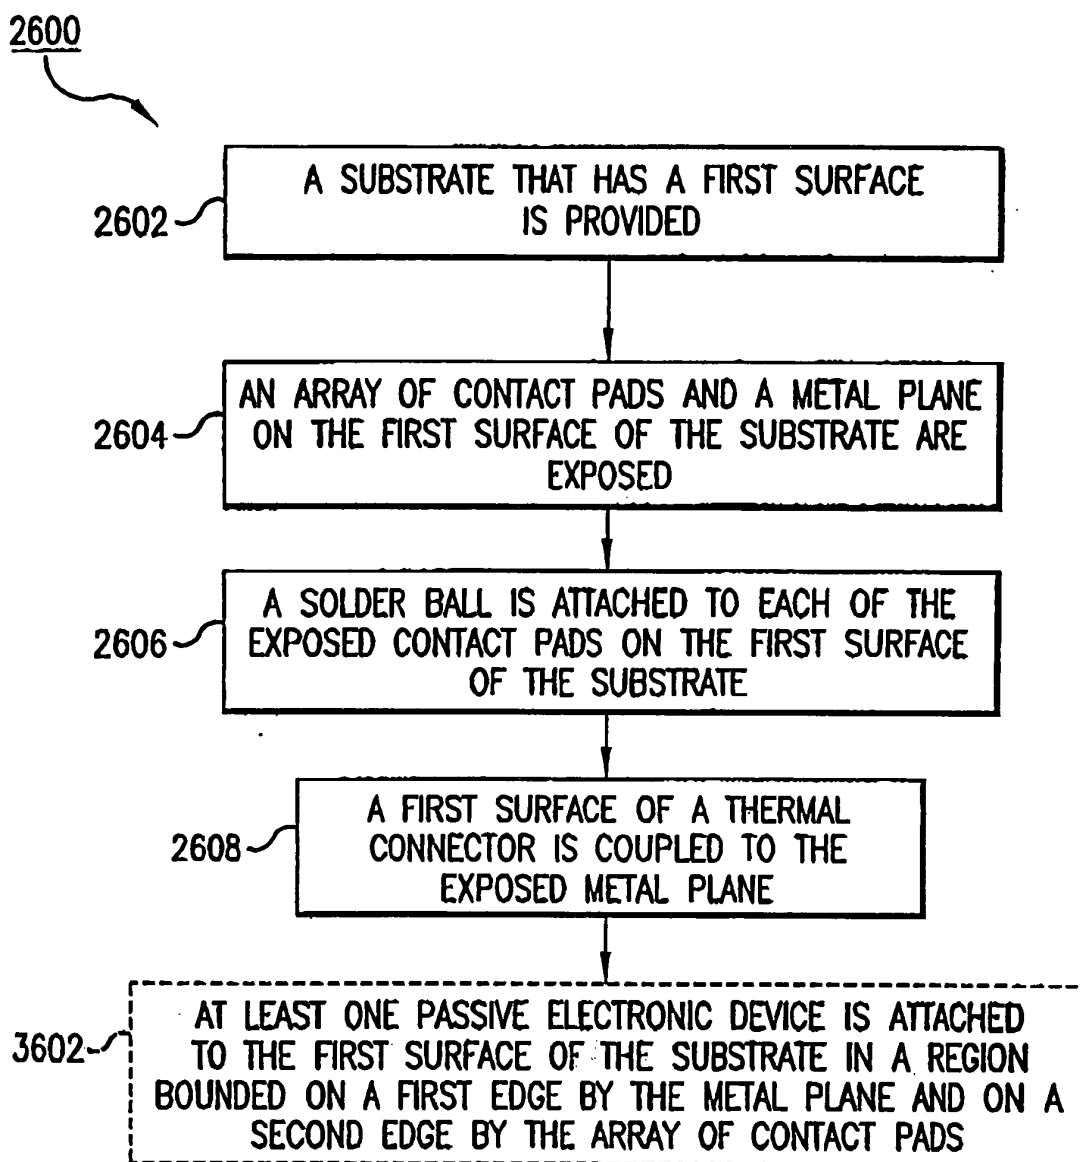 2600
A SUBSTRATE THAT HAS A FIRST SURFACE
IS PROVIDED
2602
AN ARRAY OF CONTACT PADS AND A METAL PLANE
ON THE FIRST SURFACE OF THE SUBSTRATE ARE
EXPOSED
2604
A SOLDER BALL IS ATTACHED TO EACH OF THE
EXPOSED CONTACT PADS ON THE FIRST SURFACE
OF THE SUBSTRATE
2606
A FIRST SURFACE OF A THERMAL
CONNECTOR IS COUPLED TO THE
EXPOSED METAL PLANE
2608
AT LEAST ONE PASSIVE ELECTRONIC DEVICE IS ATTACHED
TO THE FIRST SURFACE OF THE SUBSTRATE IN A REGION
BOUNDED ON A FIRST EDGE BY THE METAL PLANE AND ON A
SECOND EDGE BY THE ARRAY OF CONTACT PADS
3602